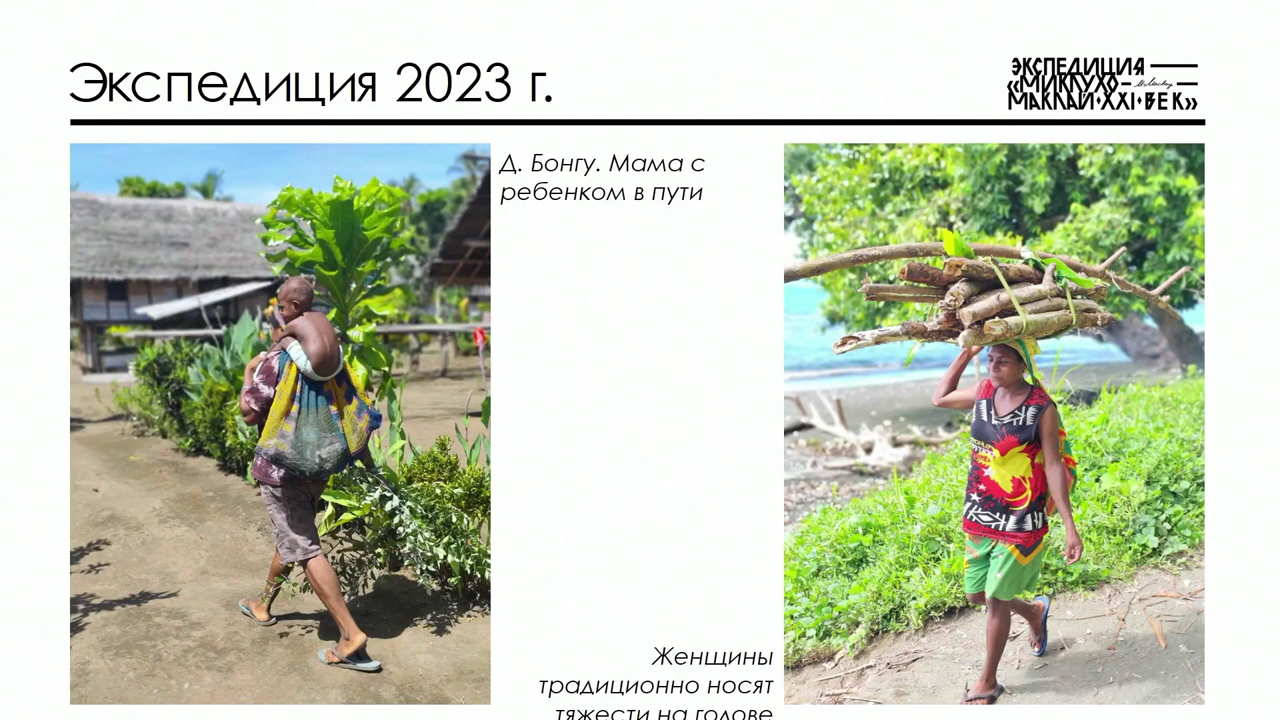 Экспедиция 2023 г.
ЭКСПЕДИЦИЯ
«МИКЛУХО-
МАКЛАЙ·XXI·ВЕК»
Д. Бонгу. Мама с
ребенком в пути
Женщины
традиционно носят
тяжести на голове